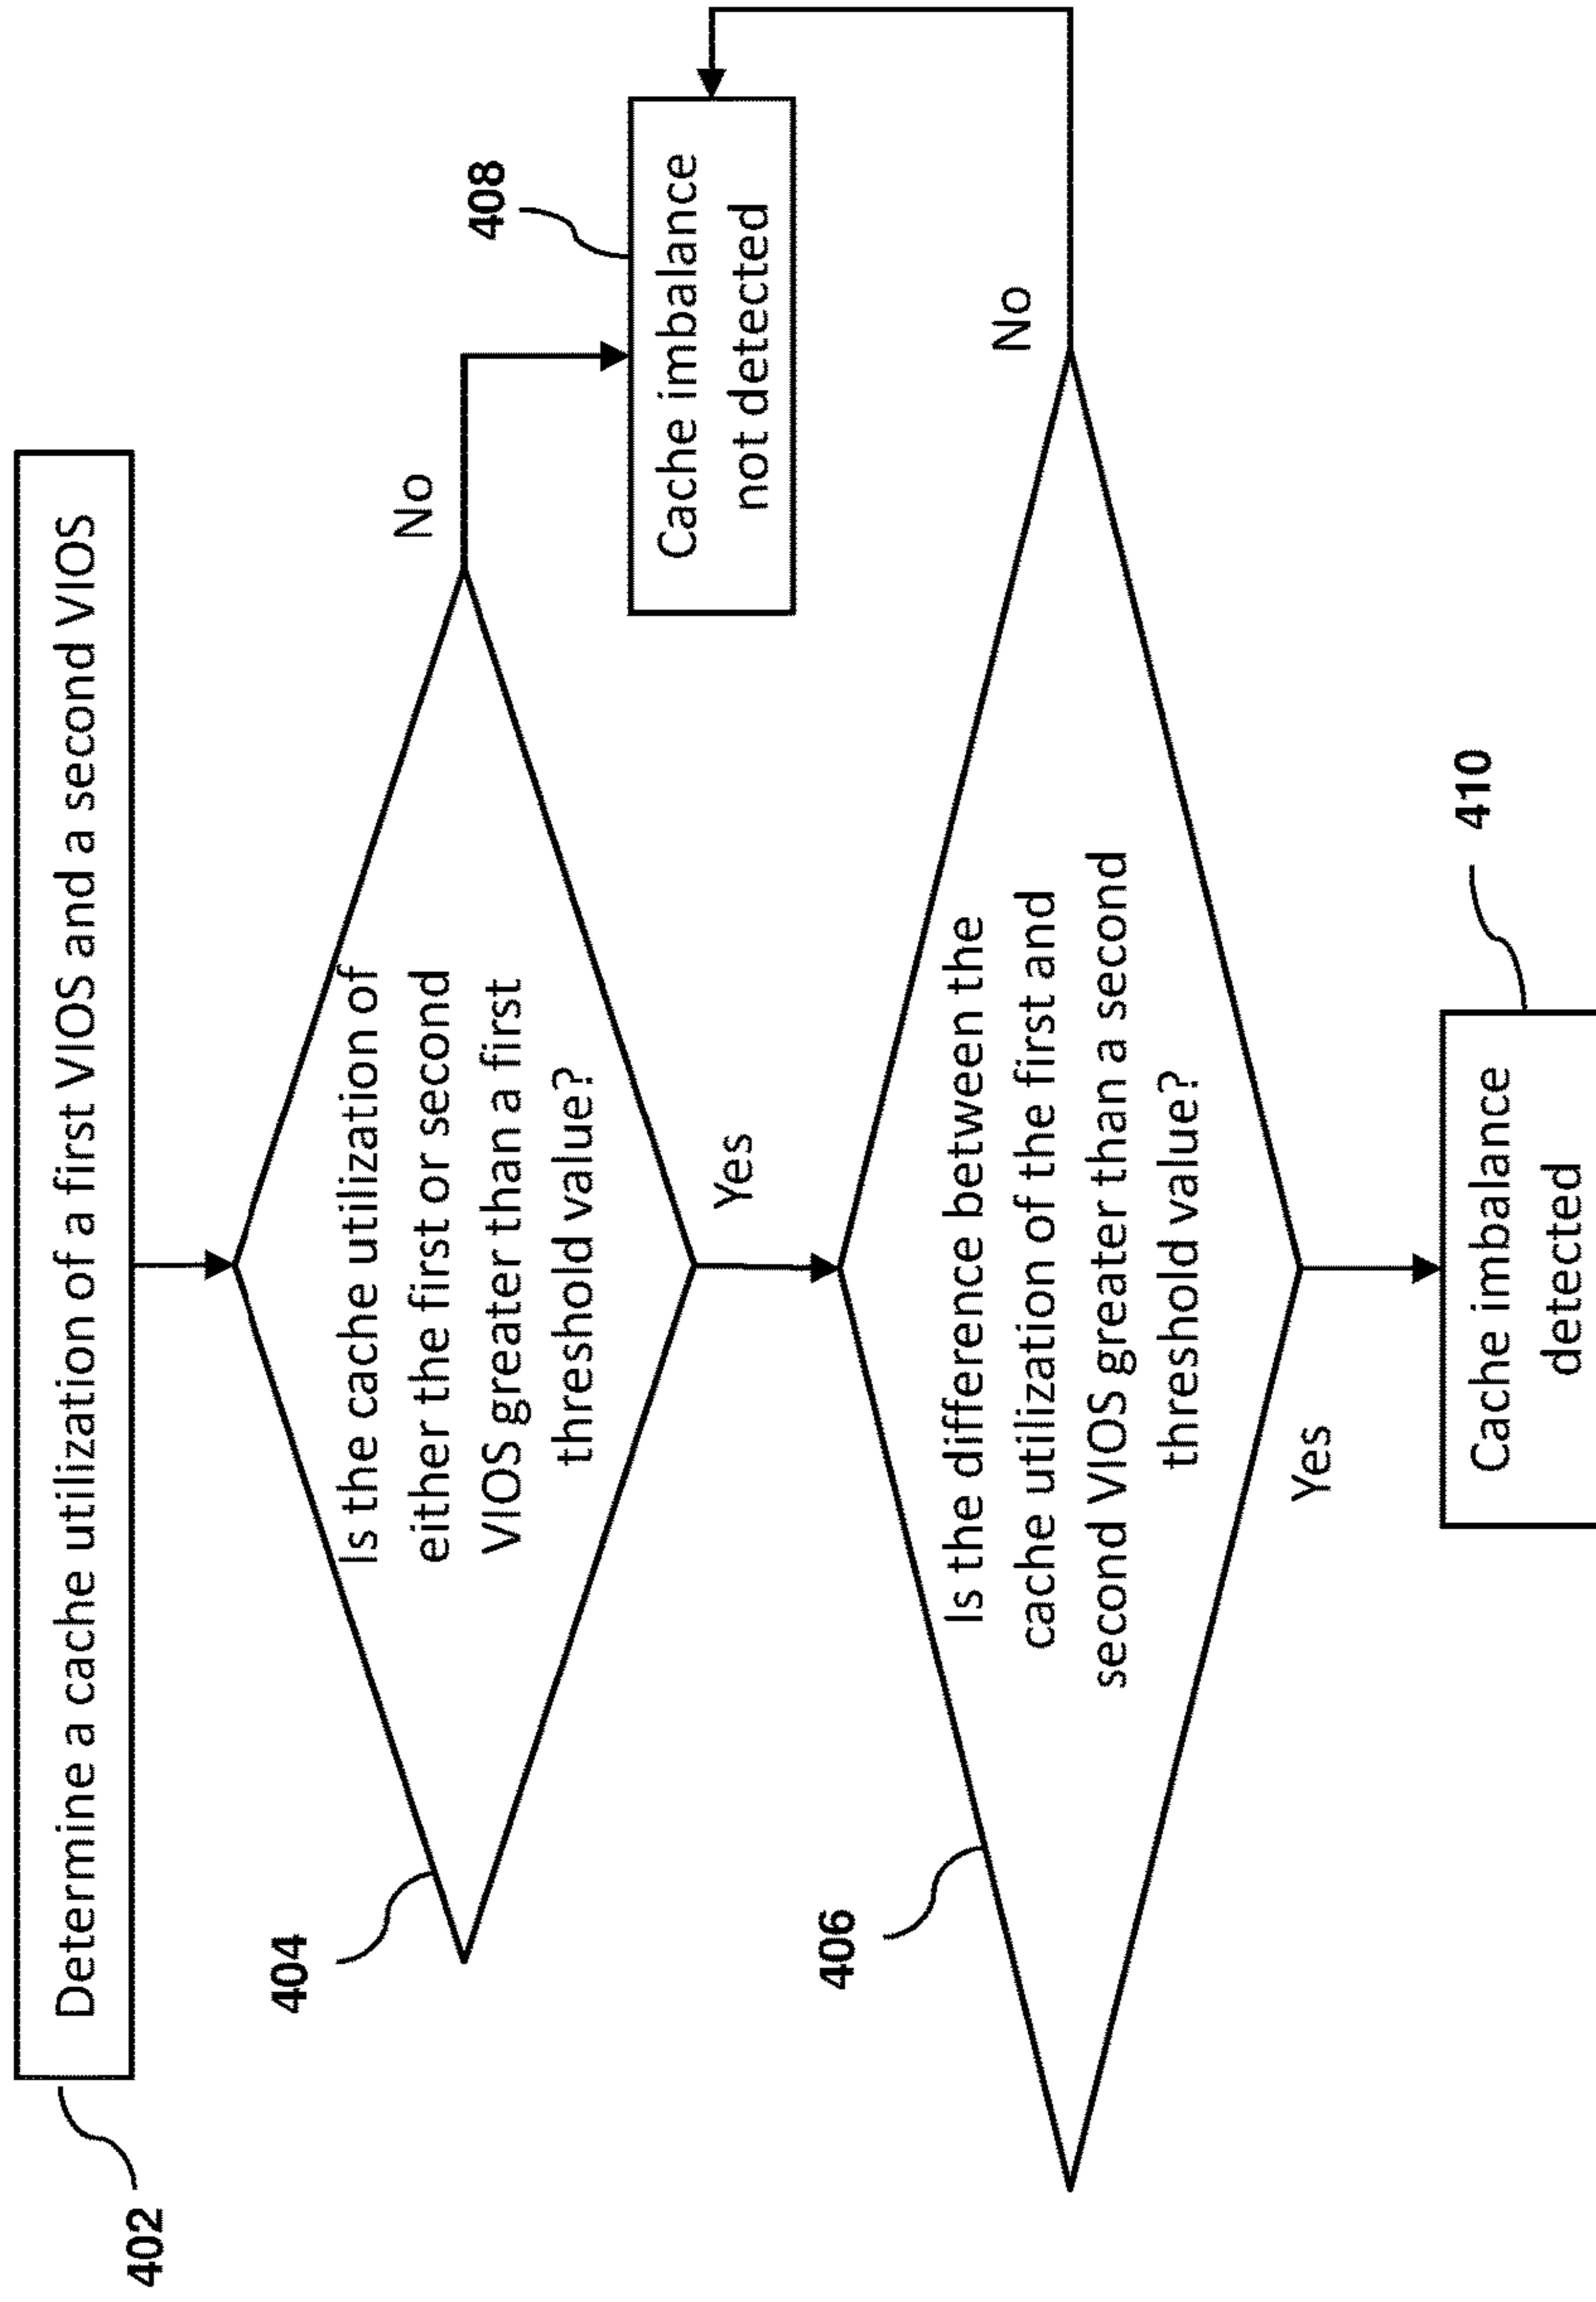 402
Determine a cache utilization of a first VIOS and a second VIOS
404
Is the cache utilization of
either the first or second
VIOS greater than a first
threshold value?
No
Yes
408
Cache imbalance
not detected
406
Is the difference between the
cache utilization of the first and
second VIOS greater than a second
threshold value?
No
Yes
410
Cache imbalance
detected